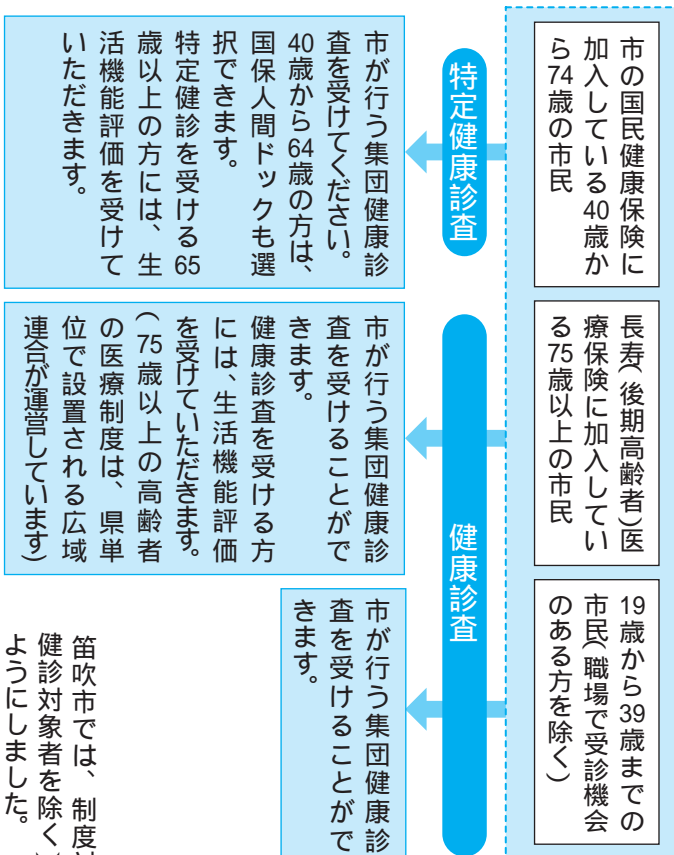 市の国民健康保険に
加入している40歳か
ら74歳の市民
特定健康診査
市が行う集団健康診
査を受けてください。
40歳から64歳の方は、
国保人間ドックも選
択できます。
特定健診を受ける65
歳以上の方には、生
活機能評価を受けて
いただきます。
長寿(後期高齢者)医
療保険に加入してい
る75歳以上の市民
健康診査
市が行う集団健康診
査を受けることがで
きます。
健康診査を受ける方
には、生活機能評価
を受けていただきます。
(75歳以上の高齢者
の医療制度は、県単
位で設置される広域
連合が運営しています)
19歳から39歳までの
市民(職場で受診機会
のある方を除く)
市が行う集団健康診
査を受けることがで
きます。
笛吹市では、制度
健診対象者を除く
ようにしました。